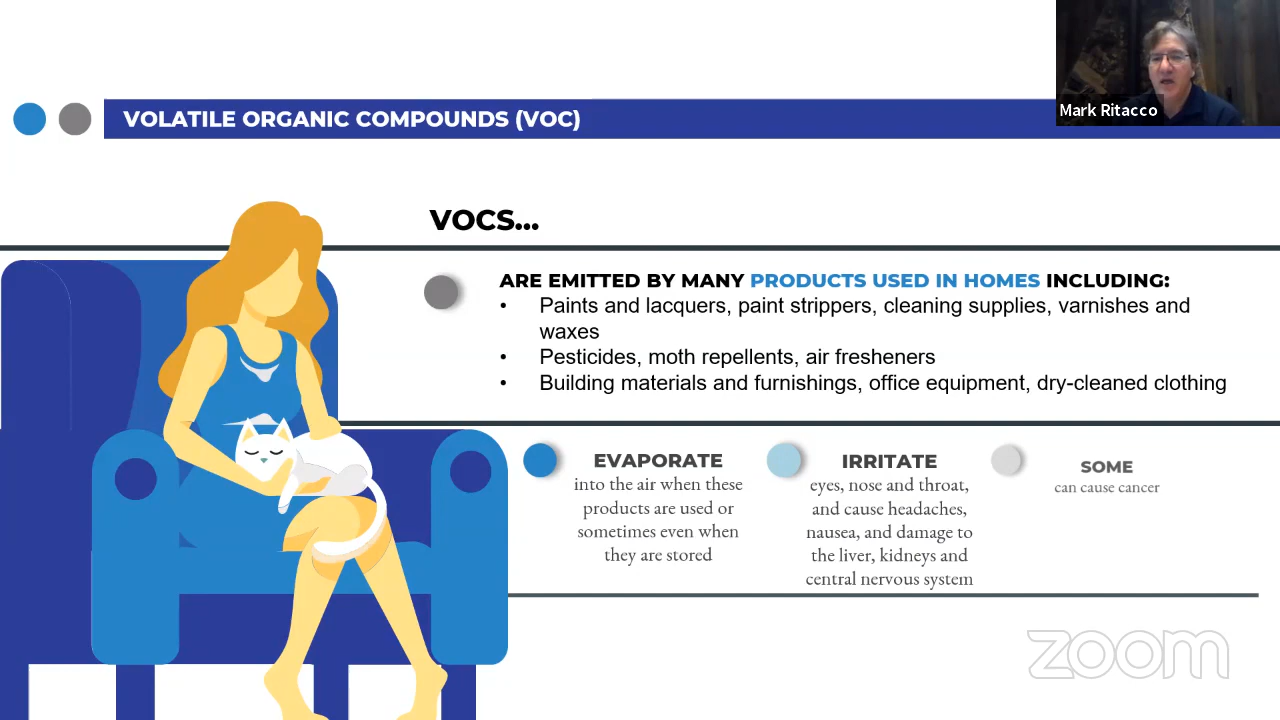 Mark Ritacco
VOLATILE ORGANIC COMPOUNDS (VOC)
VOCS...
ARE EMITTED BY MANY PRODUCTS USED IN HOMES INCLUDING:
• Paints and lacquers, paint strippers, cleaning supplies, varnishes and
waxes
• Pesticides, moth repellents, air fresheners
• Building materials and furnishings, office equipment, dry-cleaned clothing
EVAPORATE
into the air when these
products are used or
sometimes even when
they are stored
IRRITATE
eyes, nose and throat,
and cause headaches,
nausea, and damage to
the liver, kidneys and
central nervous system
SOME
can cause cancer
zoom